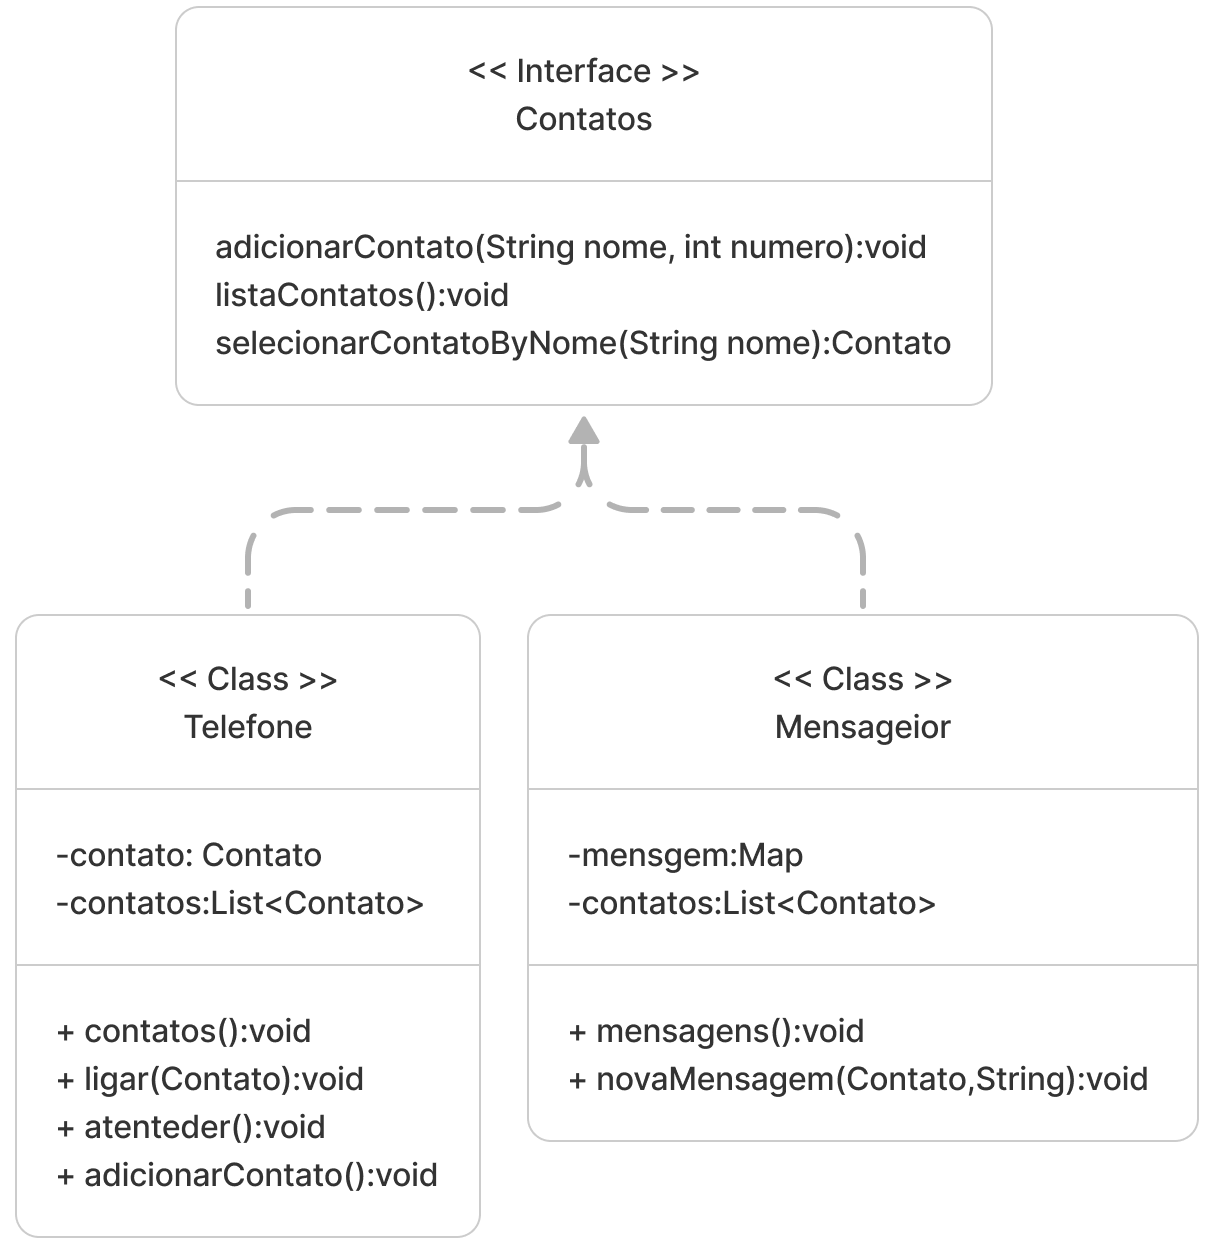 << Interface >>
Contatos
adicionarContato(String nome, int numero):void
listaContatos():void
selecionarContatoByNome(String nome):Contato
<< Class >>
Telefone
-contato: Contato
-contatos:List<Contato>
+ contatos():void
+ ligar(Contato):void
+ atenteder():void
+ adicionarContato():void
<< Class >>
Mensageior
-mensgem:Map
-contatos:List<Contato>
+ mensagens():void
+ novaMensagem(Contato,String):void